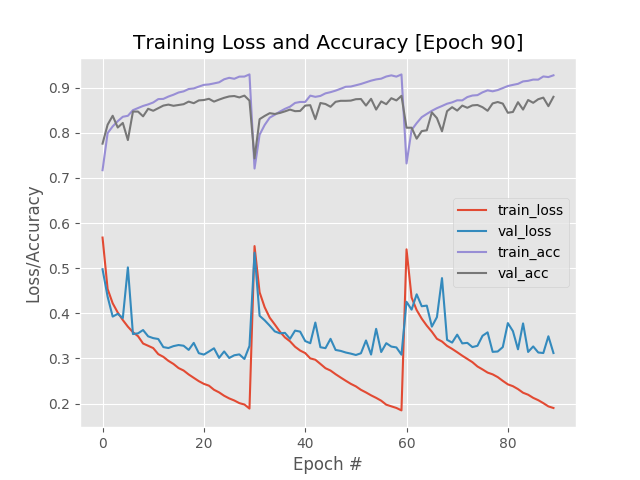 Training Loss and Accuracy [Epoch 90]
Loss/Accuracy
0.9
0.8
0.7
0.6
0.5
0.4
0.3
0.2
train_loss
val_loss
train_acc
val_acc
0 20 40 60 80
Epoch #